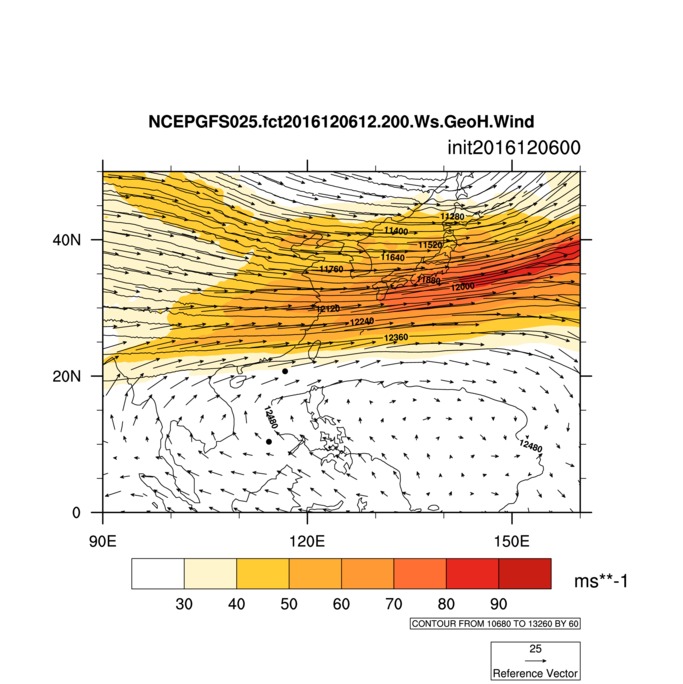 NCEPGFS025.fct2016120612.200.Ws.GeoH.Wind
init2016120600
11280
11400
40N
11520
11640
11760
11880
12000
12120
12240
12360
20N
12480
12480
0
90E 120E 150E
30 40 50 60 70 80 90
ms**-1
CONTOUR FROM 10680 TO 13260 BY 60
25
Reference Vector